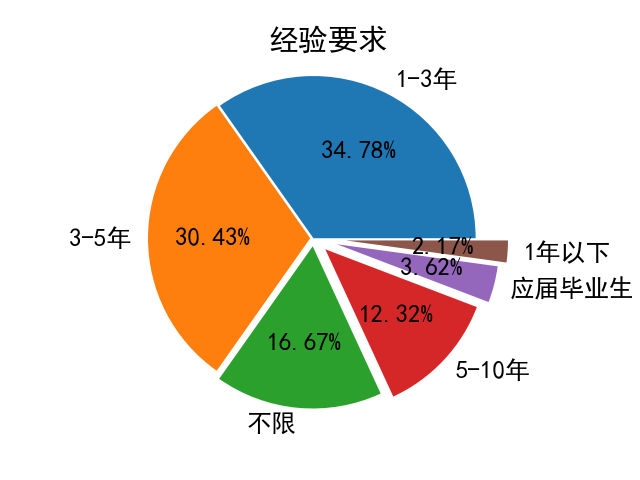 经验要求
1-3年
34.78%
3-5年
30.43%
2.17%
1年以下
3.62%
应届毕业生
12.32%
16.67%
5-10年
不限